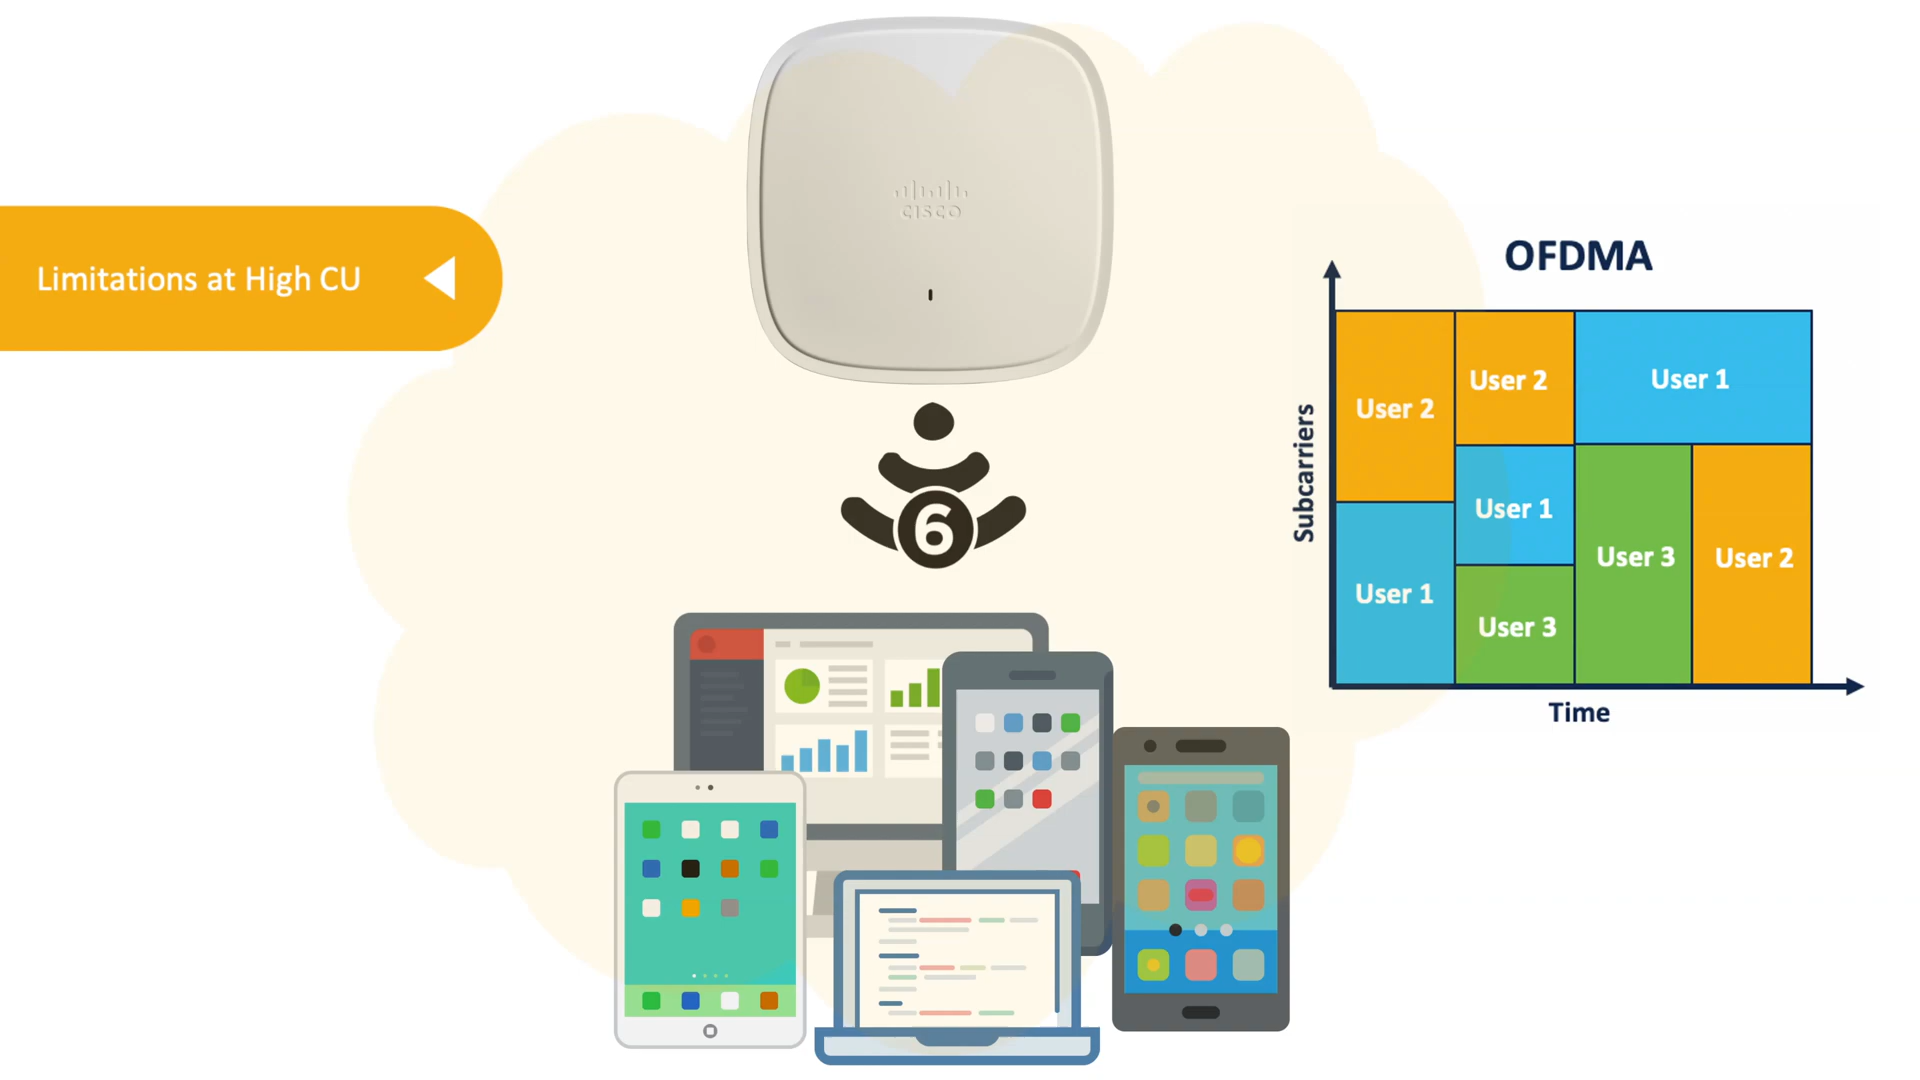 CISCO
Limitations at High CU
6
OFDMA
Subcarriers
User 2
User 2
User 1
User 1
User 3
User 2
User 1
User 3
Time